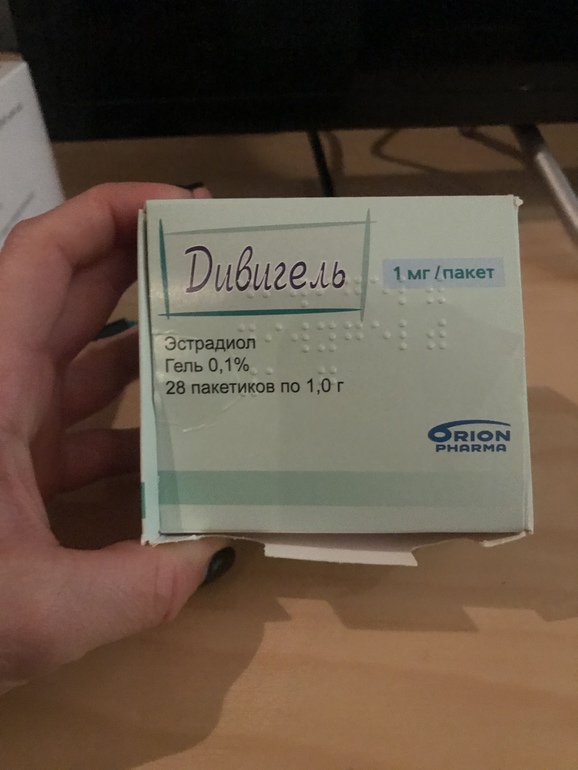 Дивигель
1 мг/пакет
Эстрадиол
Гель 0,1%
28 пакетиков по 1,0 г
ORION
PHARMA